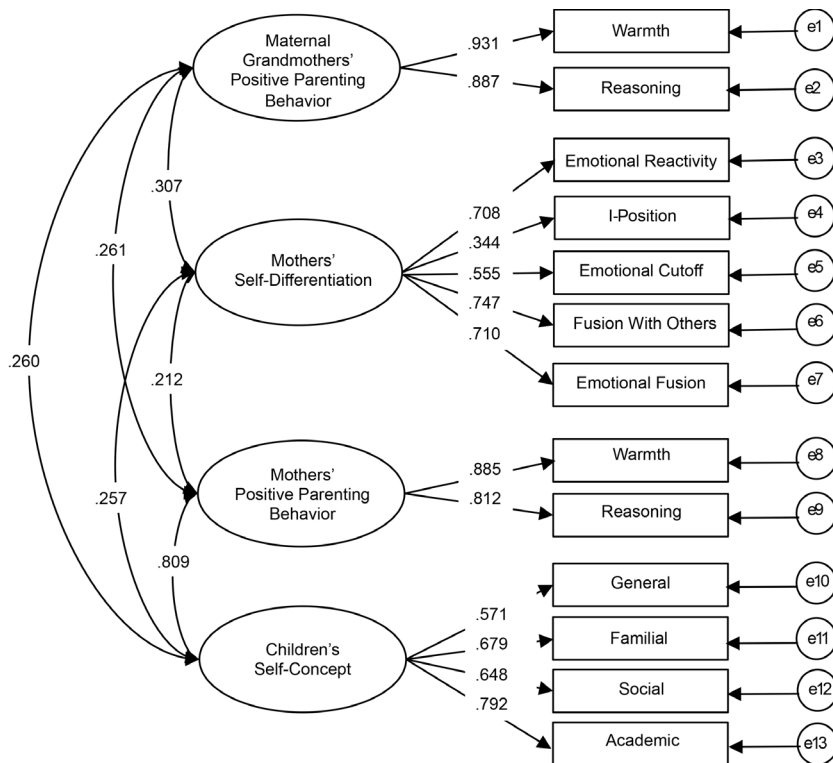 Maternal
Grandmothers'
Positive Parenting
Behavior
.931
.887
Warmth
e1
Reasoning
e2
.307
.261
.260
Mothers'
Self-Differentiation
.708
.344
.555
.747
.710
Emotional Reactivity
e3
I-Position
e4
Emotional Cutoff
e5
Fusion With Others
e6
Emotional Fusion
e7
.212
.257
Mothers'
Positive Parenting
Behavior
.885
.812
Warmth
e8
Reasoning
e9
.809
Children's
Self-Concept
.571
.679
.648
.792
General
e10
Familial
e11
Social
e12
Academic
e13